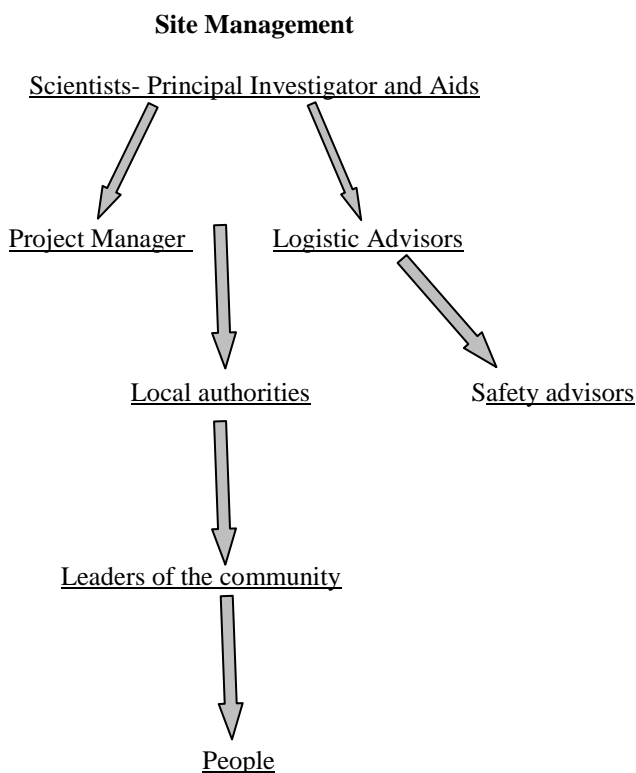 Site Management
Scientists- Principal Investigator and Aids
Project Manager
Logistic Advisors
Local authorities
Safety advisors
Leaders of the community
People